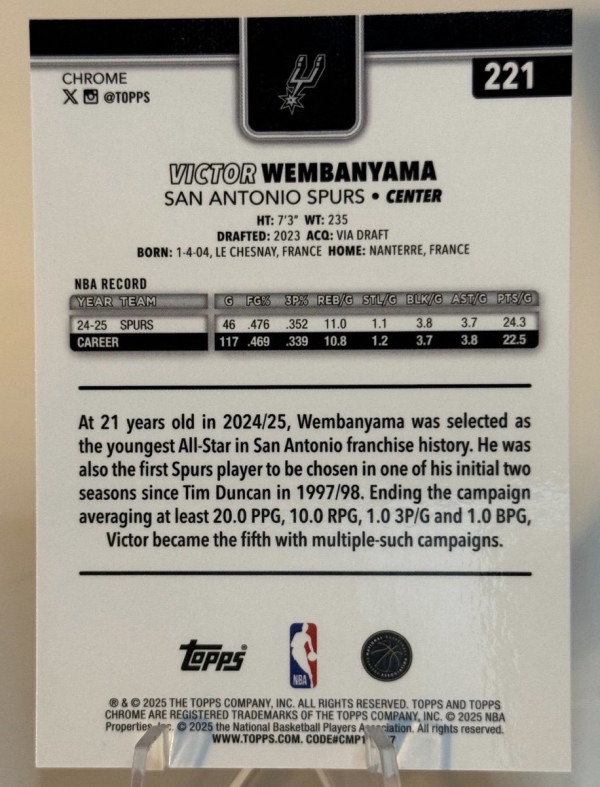 CHROME
X @TOPPS
221
VICTOR WEMBANYAMA
SAN ANTONIO SPURS • CENTER
HT: 7'3" WT: 235
DRAFTED: 2023 ACQ: VIA DRAFT
BORN: 1-4-04, LE CHESNAY, FRANCE HOME: NANTERRE, FRANCE
NBA RECORD
YEAR TEAM G FG% 3P% REB/G STL/G BLK/G AST/G PTS/G
24-25 SPURS 46 .476 .352 11.0 1.1 3.8 3.7 24.3
CAREER 117 .469 .339 10.8 1.2 3.7 3.8 22.5
At 21 years old in 2024/25, Wembanyama was selected as
the youngest All-Star in San Antonio franchise history. He was
also the first Spurs player to be chosen in one of his initial two
seasons since Tim Duncan in 1997/98. Ending the campaign
averaging at least 20.0 PPG, 10.0 RPG, 1.0 3P/G and 1.0 BPG,
Victor became the fifth with multiple-such campaigns.
Topps
NBA
® & © 2025 THE TOPPS COMPANY, INC. ALL RIGHTS RESERVED. TOPPS AND TOPPS
CHROME ARE REGISTERED TRADEMARKS OF THE TOPPS COMPANY, INC. © 2025 NBA
Properties, Inc. © 2025 the National Basketball Players Association. All rights reserved.
WWW.TOPPS.COM. CODE#CMP1